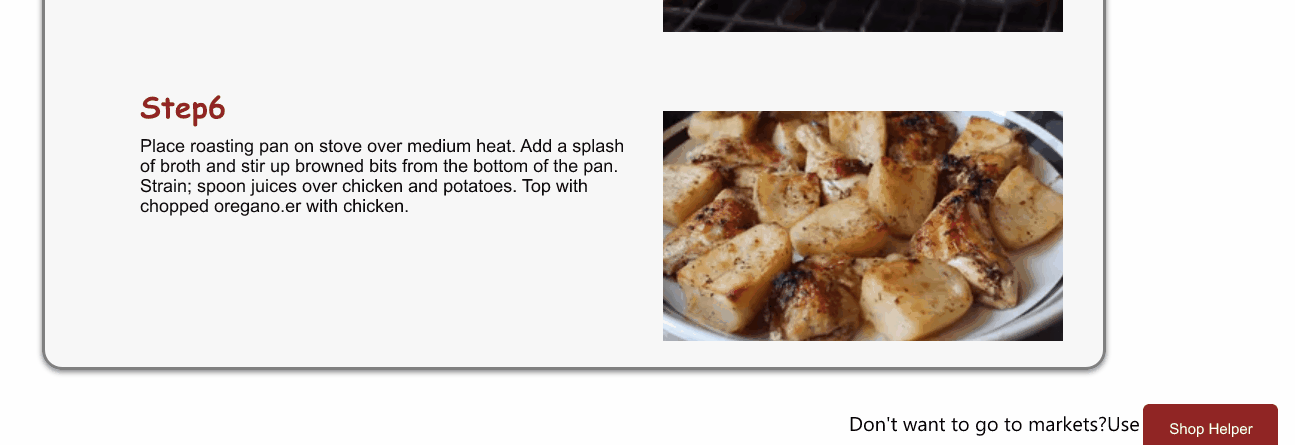 Step6
Place roasting pan on stove over medium heat. Add a splash
of broth and stir up browned bits from the bottom of the pan.
Strain; spoon juices over chicken and potatoes. Top with
chopped oregano.er with chicken.
Don't want to go to markets?Use
Shop Helper